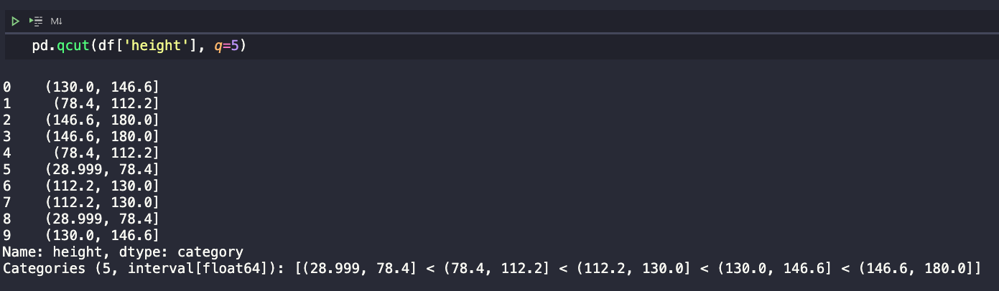 M↓
pd.qcut(df['height'], q=5)
0    (130.0, 146.6]
1     (78.4, 112.2]
2    (146.6, 180.0]
3    (146.6, 180.0]
4     (78.4, 112.2]
5    (28.999, 78.4]
6    (112.2, 130.0]
7    (112.2, 130.0]
8    (28.999, 78.4]
9    (130.0, 146.6]
Name: height, dtype: category
Categories (5, interval[float64]): [(28.999, 78.4] < (78.4, 112.2] < (112.2, 130.0] < (130.0, 146.6] < (146.6, 180.0]]